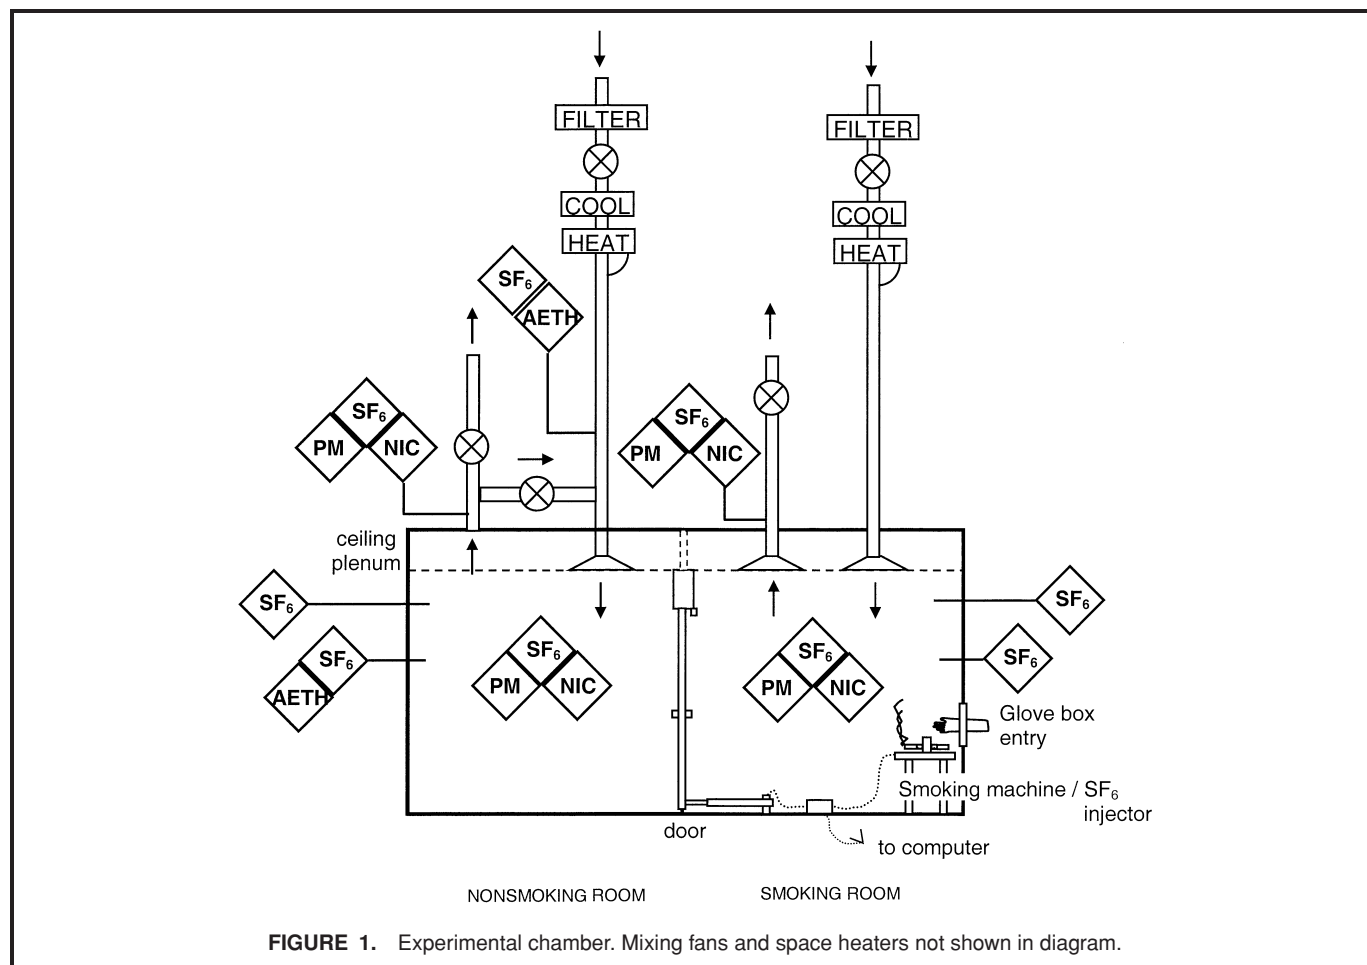 FILTER
FILTER
COOL
COOL
HEAT
HEAT
SF₆
AETH
SF₆
PM
NIC
SF₆
PM
NIC
ceiling
plenum
SF₆
SF₆
SF₆
AETH
SF₆
PM
NIC
SF₆
PM
NIC
SF₆
Glove box
entry
Smoking machine / SF₆
injector
door
to computer
NONSMOKING ROOM
SMOKING ROOM
FIGURE 1. Experimental chamber. Mixing fans and space heaters not shown in diagram.